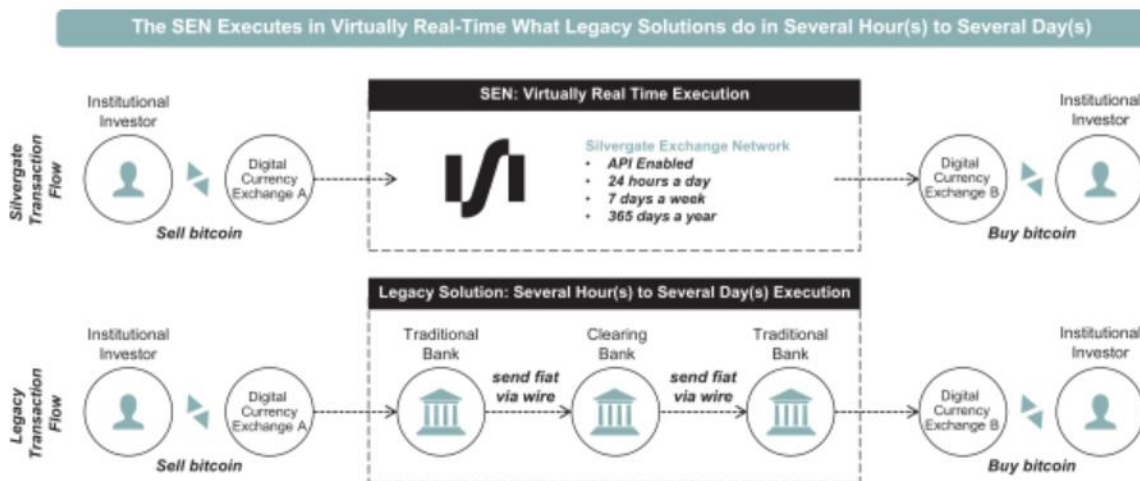 The SEN Executes in Virtually Real-Time What Legacy Solutions do in Several Hour(s) to Several Day(s)
Silvergate
Transaction
Flow
Institutional
Investor
Digital
Currency
Exchange A
Sell bitcoin
SEN: Virtually Real Time Execution
Silvergate Exchange Network
• API Enabled
• 24 hours a day
• 7 days a week
• 365 days a year
Digital
Currency
Exchange B
Institutional
Investor
Buy bitcoin
Legacy
Transaction
Flow
Institutional
Investor
Digital
Currency
Exchange A
Sell bitcoin
Legacy Solution: Several Hour(s) to Several Day(s) Execution
Traditional
Bank
send fiat
via wire
Clearing
Bank
send fiat
via wire
Traditional
Bank
Digital
Currency
Exchange B
Institutional
Investor
Buy bitcoin